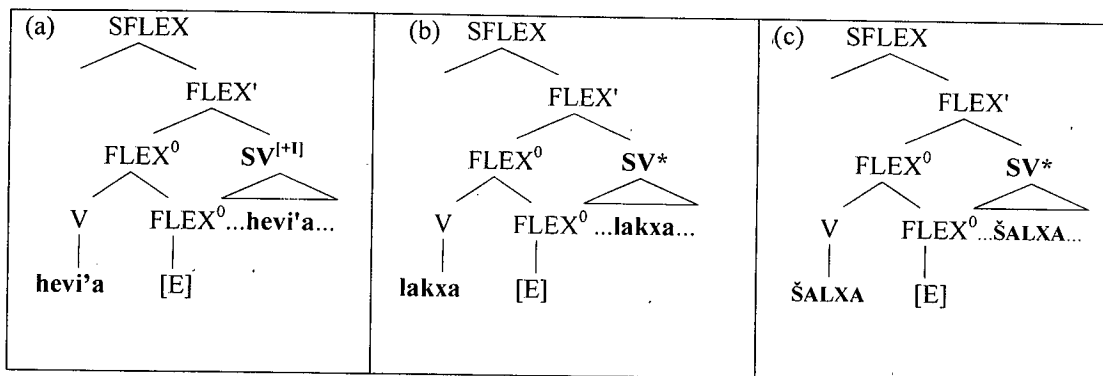 (a) SFLEX
FLEX'
FLEX⁰ SV[+I]
V FLEX⁰ ...hevi'a...
hevi'a [E]
(b) SFLEX
FLEX'
FLEX⁰ SV*
V FLEX⁰ ...lakxa...
lakxa [E]
(c) SFLEX
FLEX'
FLEX⁰ SV*
V FLEX⁰ ...ŠALXA...
ŠALXA [E]